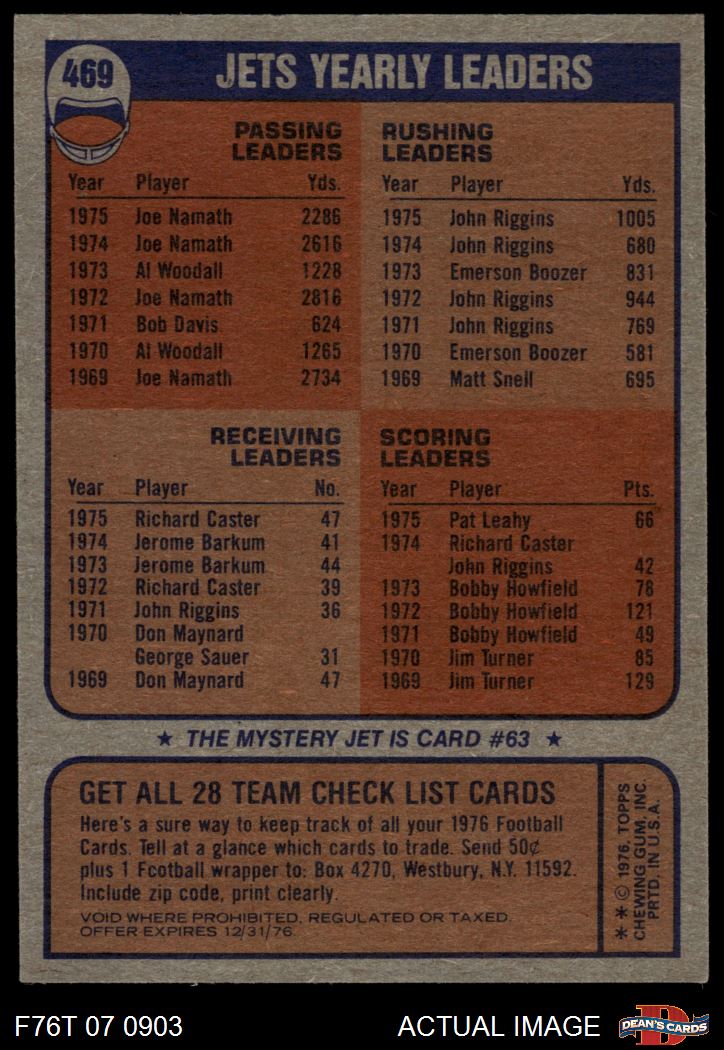 469
JETS YEARLY LEADERS
PASSING LEADERS
Year Player Yds.
1975 Joe Namath 2286
1974 Joe Namath 2616
1973 Al Woodall 1228
1972 Joe Namath 2816
1971 Bob Davis 624
1970 Al Woodall 1265
1969 Joe Namath 2734
RUSHING LEADERS
Year Player Yds.
1975 John Riggins 1005
1974 John Riggins 680
1973 Emerson Boozer 831
1972 John Riggins 944
1971 John Riggins 769
1970 Emerson Boozer 581
1969 Matt Snell 695
RECEIVING LEADERS
Year Player No.
1975 Richard Caster 47
1974 Jerome Barkum 41
1973 Jerome Barkum 44
1972 Richard Caster 39
1971 John Riggins 36
1970 Don Maynard
George Sauer 31
1969 Don Maynard 47
SCORING LEADERS
Year Player Pts.
1975 Pat Leahy 66
1974 Richard Caster
John Riggins 42
1973 Bobby Howfield 78
1972 Bobby Howfield 121
1971 Bobby Howfield 49
1970 Jim Turner 85
1969 Jim Turner 129
★ THE MYSTERY JET IS CARD #63 ★
GET ALL 28 TEAM CHECK LIST CARDS
Here's a sure way to keep track of all your 1976 Football
Cards. Tell at a glance which cards to trade. Send 50¢
plus 1 Football wrapper to: Box 4270, Westbury, N.Y. 11592.
Include zip code, print clearly.
VOID WHERE PROHIBITED, REGULATED OR TAXED.
OFFER EXPIRES 12/31/76
* * © 1976, TOPPS
CHEWING GUM, INC.
PRTD. IN U.S.A.
F76T 07 0903
ACTUAL IMAGE
D
DEAN'S CARDS